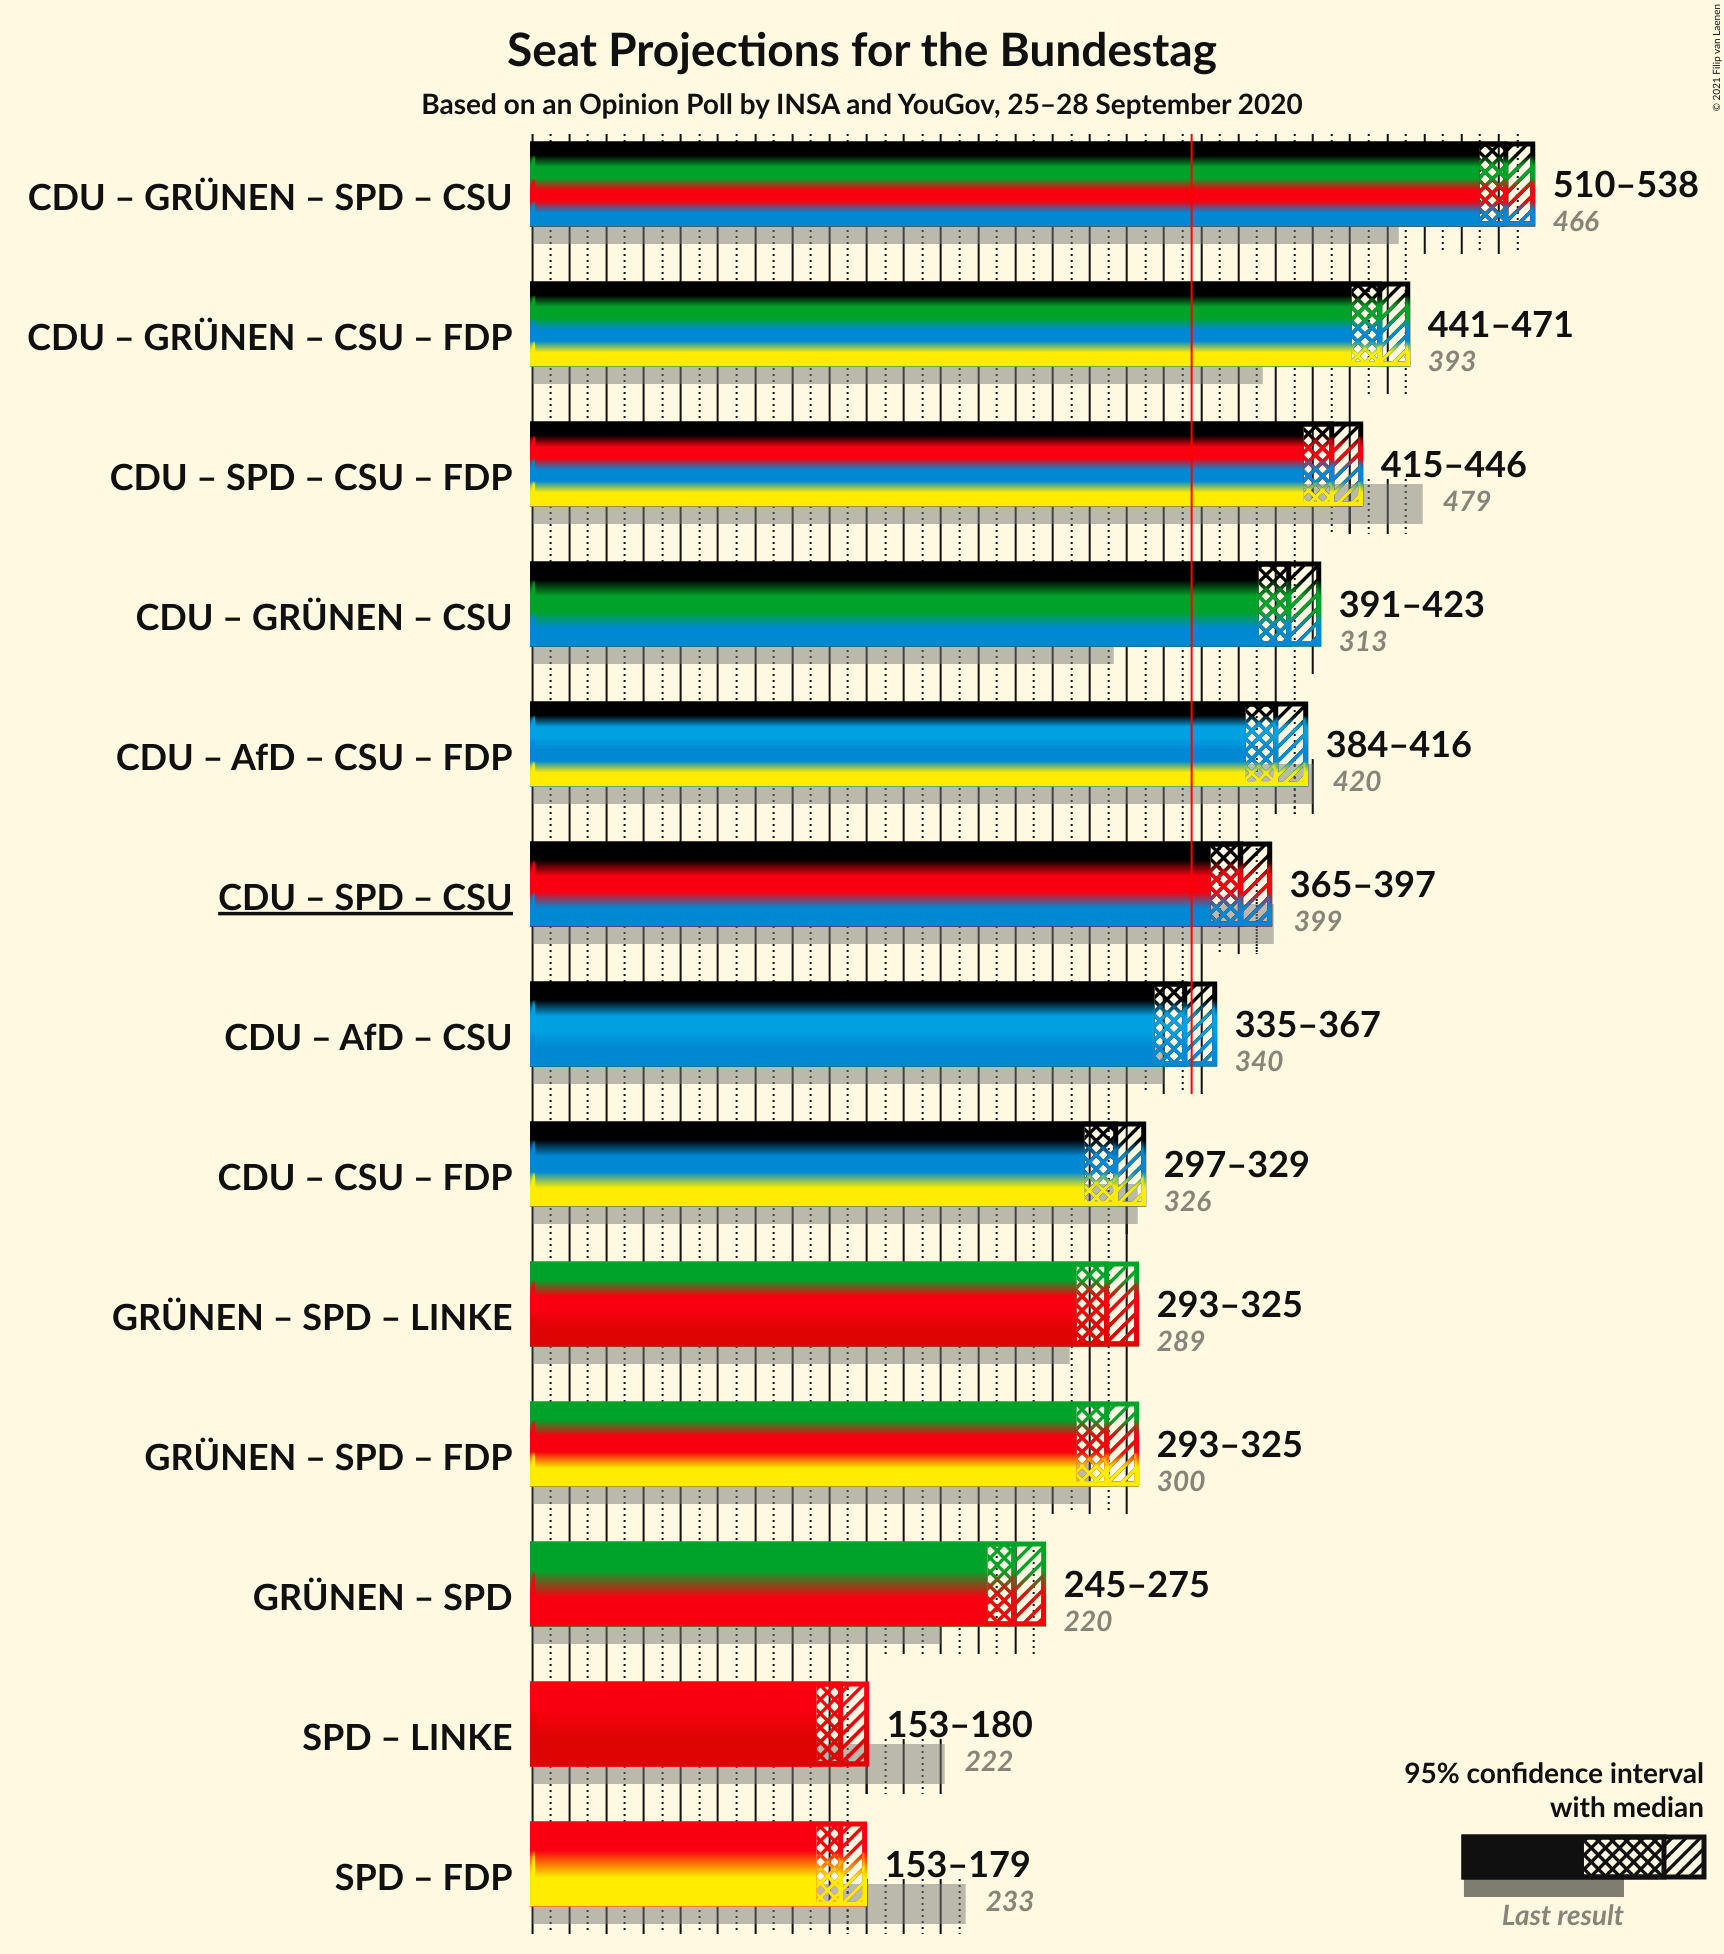 © 2021 Filip van Laenen
Seat Projections for the Bundestag
Based on an Opinion Poll by INSA and YouGov, 25–28 September 2020
CDU – GRÜNEN – SPD – CSU
510–538
466
CDU – GRÜNEN – CSU – FDP
441–471
393
CDU – SPD – CSU – FDP
415–446
479
CDU – GRÜNEN – CSU
391–423
313
CDU – AfD – CSU – FDP
384–416
420
CDU – SPD – CSU
365–397
399
CDU – AfD – CSU
335–367
340
CDU – CSU – FDP
297–329
326
GRÜNEN – SPD – LINKE
293–325
289
GRÜNEN – SPD – FDP
293–325
300
GRÜNEN – SPD
245–275
220
SPD – LINKE
153–180
222
SPD – FDP
153–179
233
95% confidence interval
with median
Last result